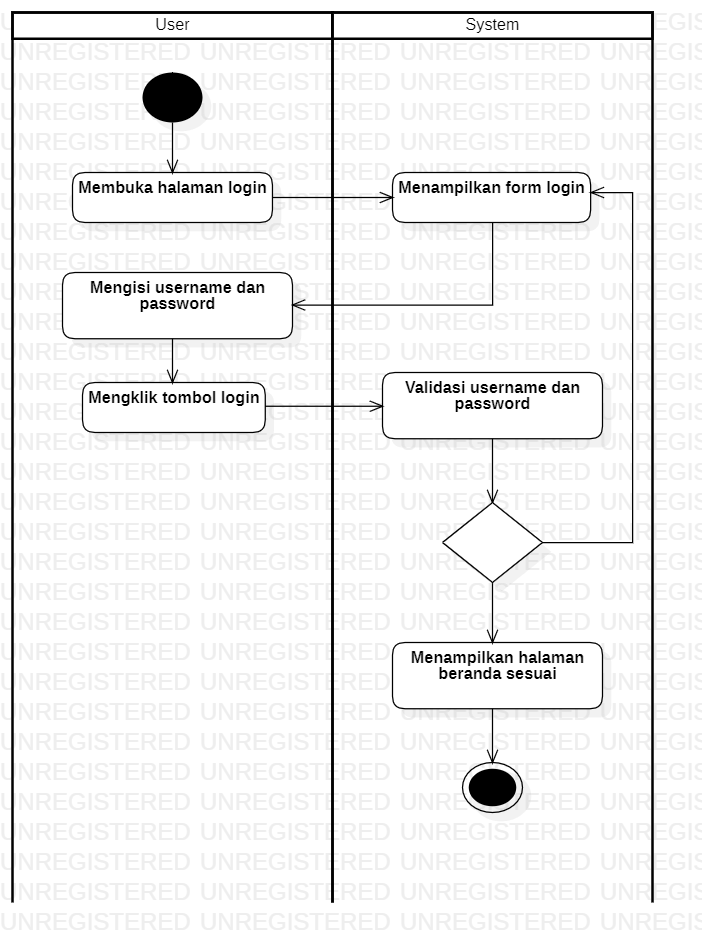 User
System
Membuka halaman login
Menampilkan form login
Mengisi username dan
password
Mengklik tombol login
Validasi username dan
password
Menampilkan halaman
beranda sesuai
UNREGISTERED